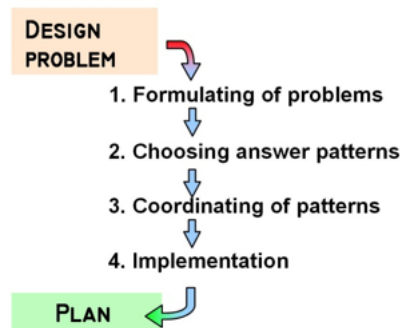 DESIGN
PROBLEM
1. Formulating of problems
2. Choosing answer patterns
3. Coordinating of patterns
4. Implementation
PLAN